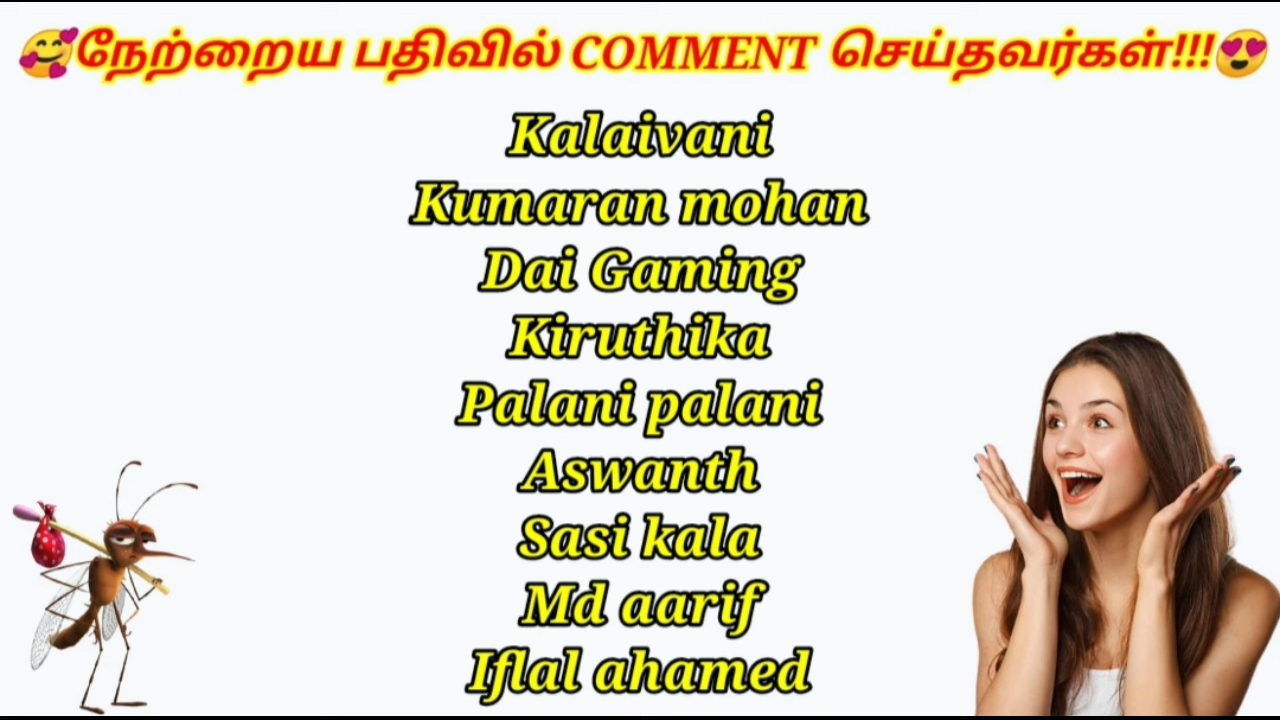 நேற்றைய பதிவில் COMMENT செய்தவர்கள்!!!
Kalaivani
Kumaran mohan
Dai Gaming
Kiruthika
Palani palani
Aswanth
Sasi kala
Md aarif
Iflal ahamed